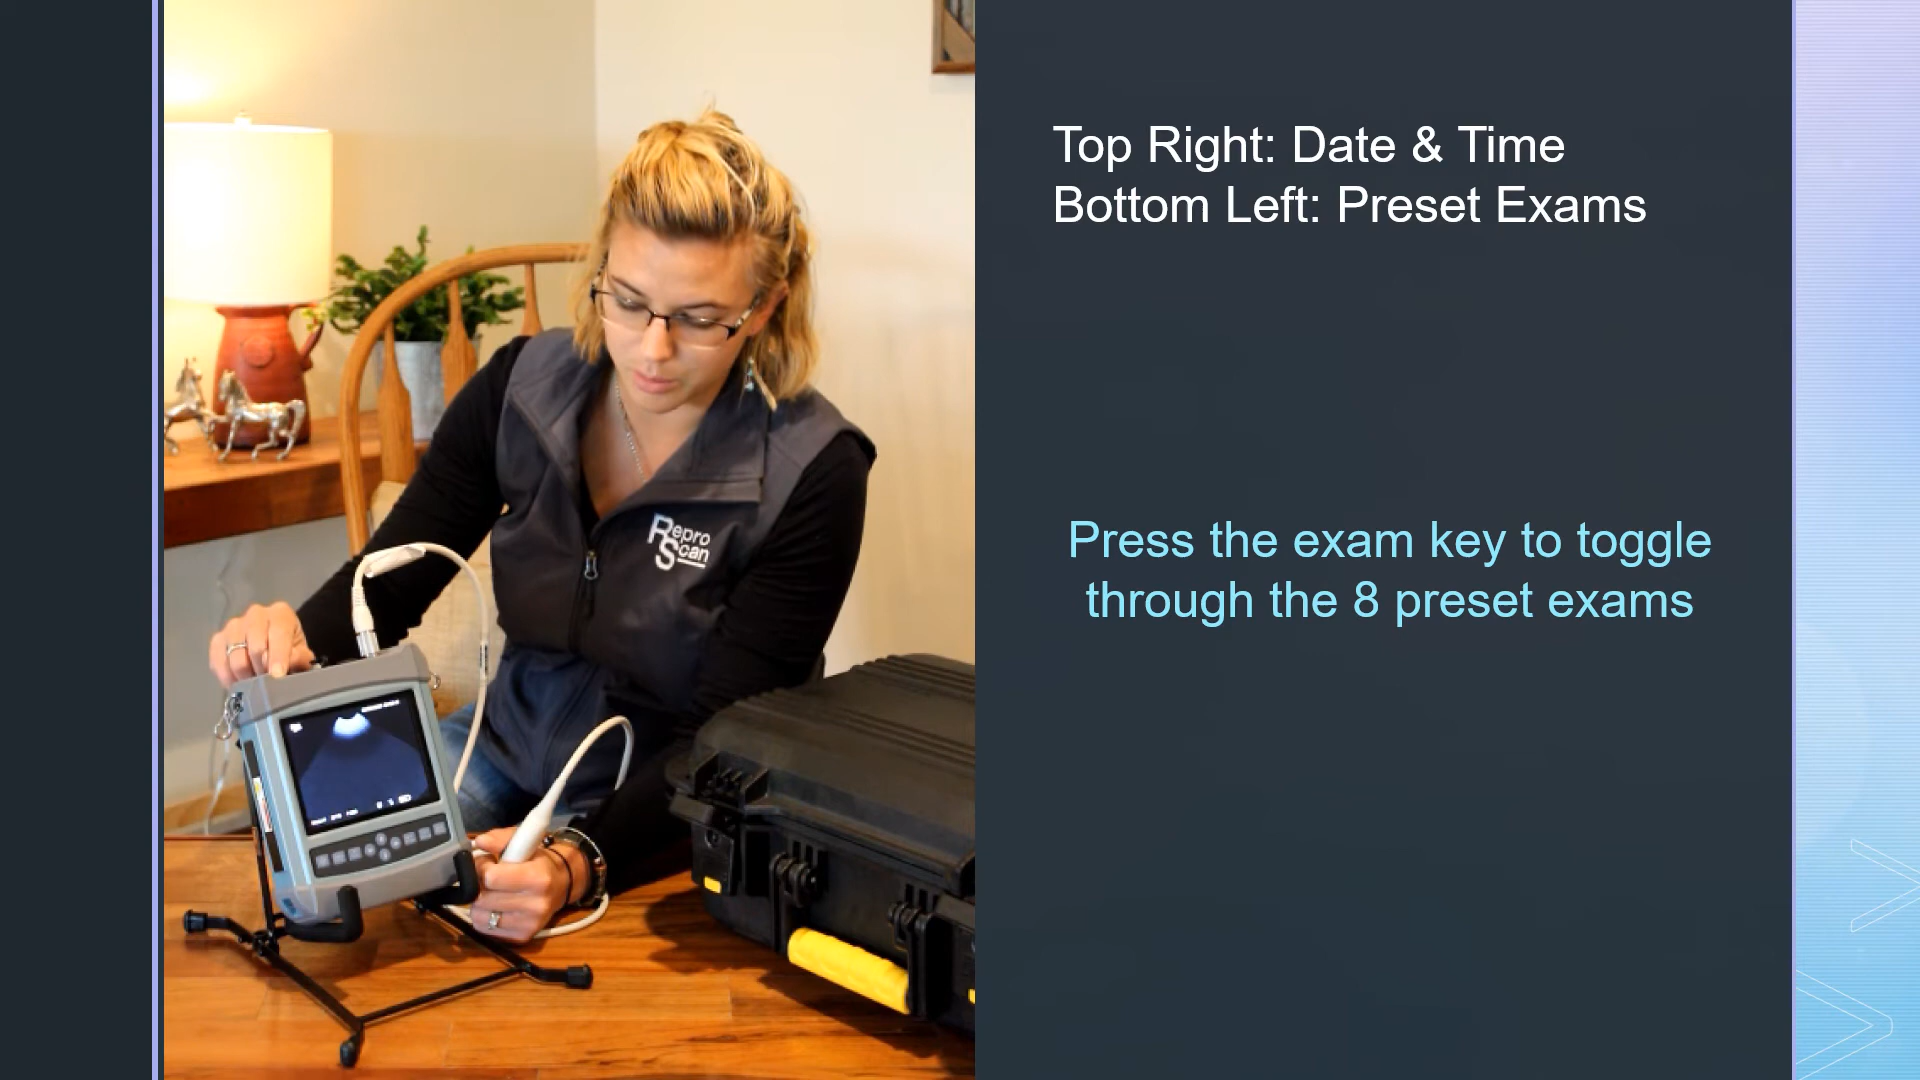 Top Right: Date & Time
Bottom Left: Preset Exams
Press the exam key to toggle
through the 8 preset exams
Repro
Scan